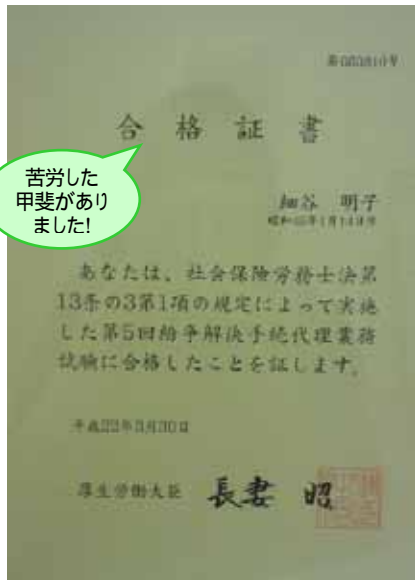 合格証書
苦労した
甲斐があり
ました!
細谷 明子
あなたは、社会保険労務士法第
13条の3第1項の規定によって実施
した第5回紛争解決手続代理業務
試験に合格したことを証します。
平成22年3月30日
厚生労働大臣 長妻 昭